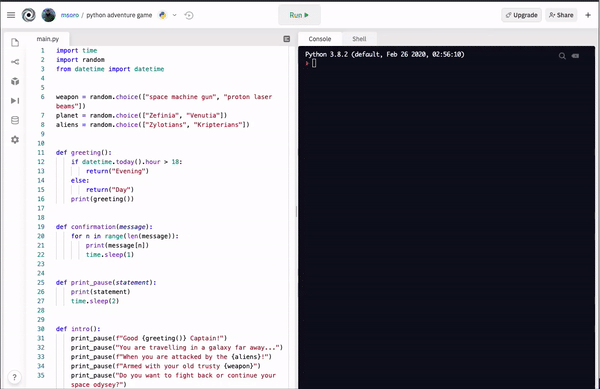 msoro / python adventure game
Run
Upgrade
Share
main.py
Console
Shell
1 import time
2 import random
3 from datetime import datetime
4
5
6 weapon = random.choice(["space machine gun", "proton laser
beams"])
7 planet = random.choice(["Zefinia", "Venutia"])
8 aliens = random.choice(["Zylotians", "Kripterians"])
9
10
11 def greeting():
12 if datetime.today().hour > 18:
13 return("Evening")
14 else:
15 return("Day")
16 print(greeting())
17
18
19 def confirmation(message):
20 for n in range(len(message)):
21 print(message[n])
22 time.sleep(1)
23
24
25 def print_pause(statement):
26 print(statement)
27 time.sleep(2)
28
29
30 def intro():
31 print_pause(f"Good {greeting()} Captain!")
32 print_pause("You are travelling in a galaxy far away...")
33 print_pause(f"When you are attacked by the {aliens}!")
34 print_pause(f"Armed with your old trusty {weapon}")
35 print_pause("Do you want to fight back or continue your
space odysey?")
Python 3.8.2 (default, Feb 26 2020, 02:56:10)